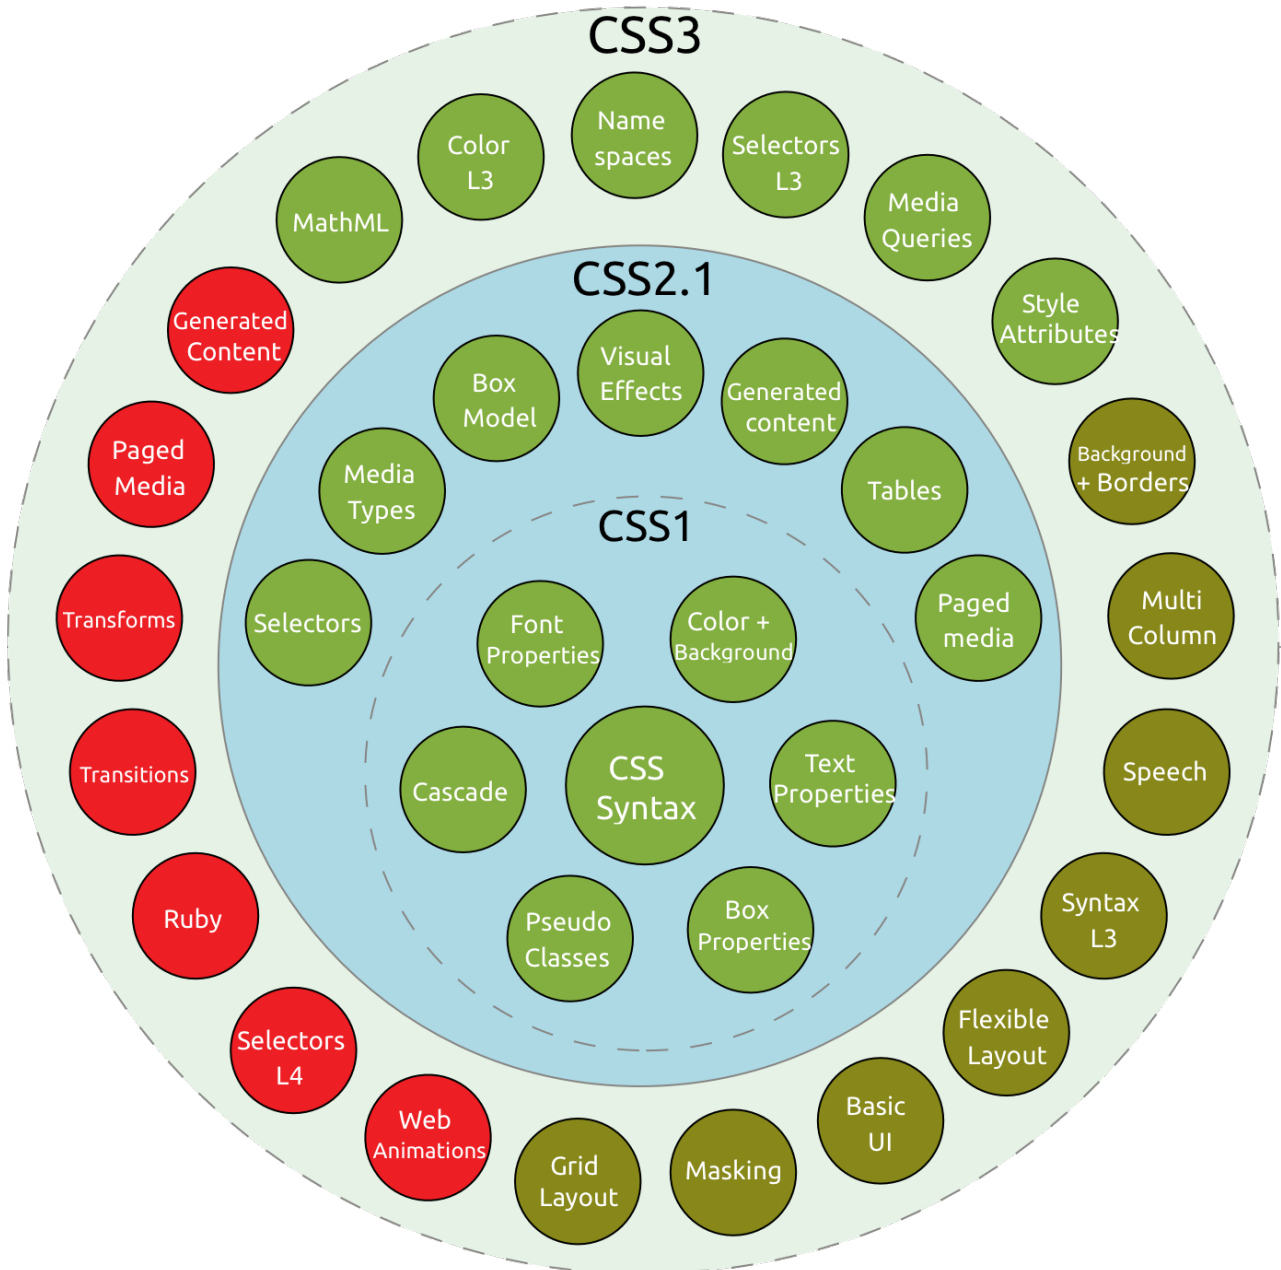 CSS3
Name
spaces
Selectors
L3
Media
Queries
Style
Attributes
Background
+ Borders
Multi
Column
Speech
Syntax
L3
Flexible
Layout
Basic
UI
Masking
Grid
Layout
Web
Animations
Selectors
L4
Ruby
Transitions
Transforms
Paged
Media
Generated
Content
MathML
Color
L3
CSS2.1
Selectors
Media
Types
Box
Model
Visual
Effects
Generated
content
Tables
Paged
media
CSS1
Font
Properties
Color +
Background
Cascade
CSS
Syntax
Text
Properties
Pseudo
Classes
Box
Properties